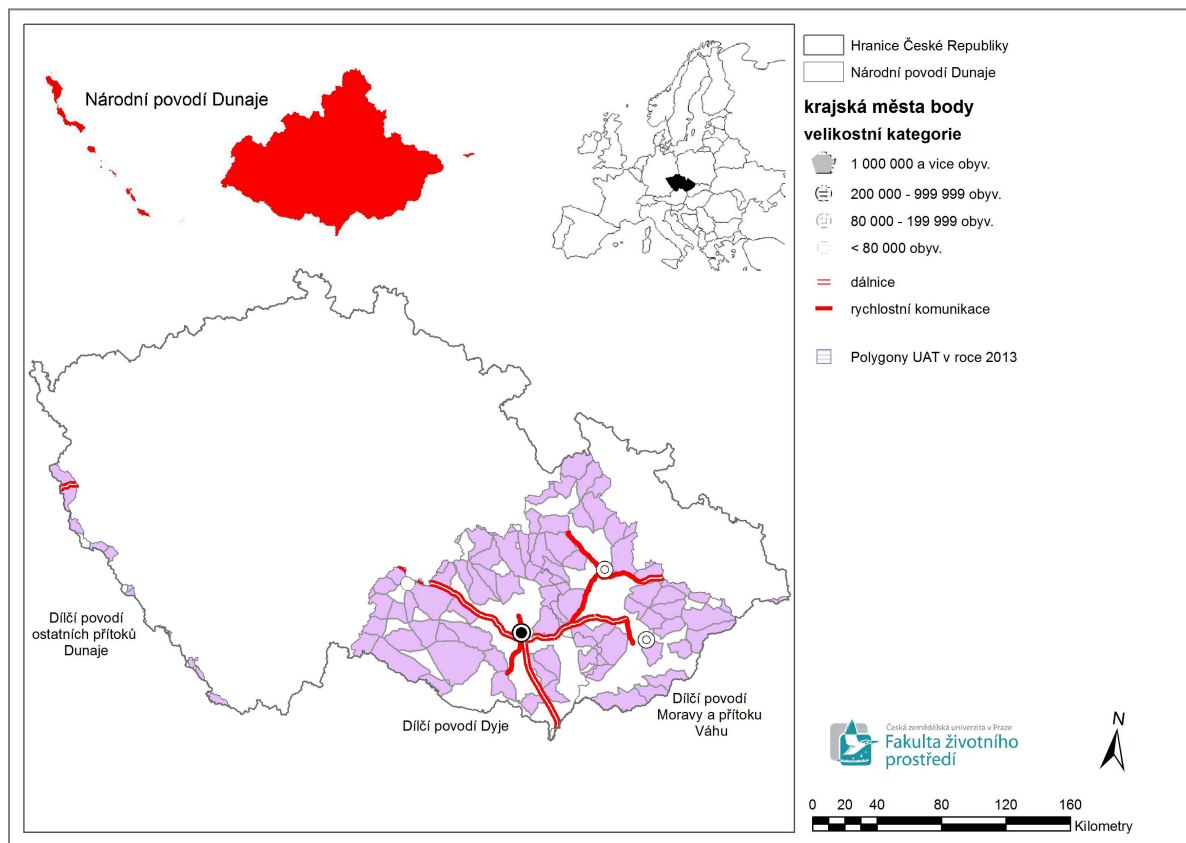 Národní povodí Dunaje
Hranice České Republiky
Národní povodí Dunaje
krajská města body
velikostní kategorie
1 000 000 a vice obyv.
200 000 - 999 999 obyv.
80 000 - 199 999 obyv.
< 80 000 obyv.
dálnice
rychlostní komunikace
Polygony UAT v roce 2013
Dílčí povodí
ostatních přítoků
Dunaje
Dílčí povodí Dyje
Dílčí povodí
Moravy a přítoku
Váhu
Česká zemědělská univerzita v Praze
Fakulta životního
prostředí
N
0 20 40 80 120 160
Kilometry